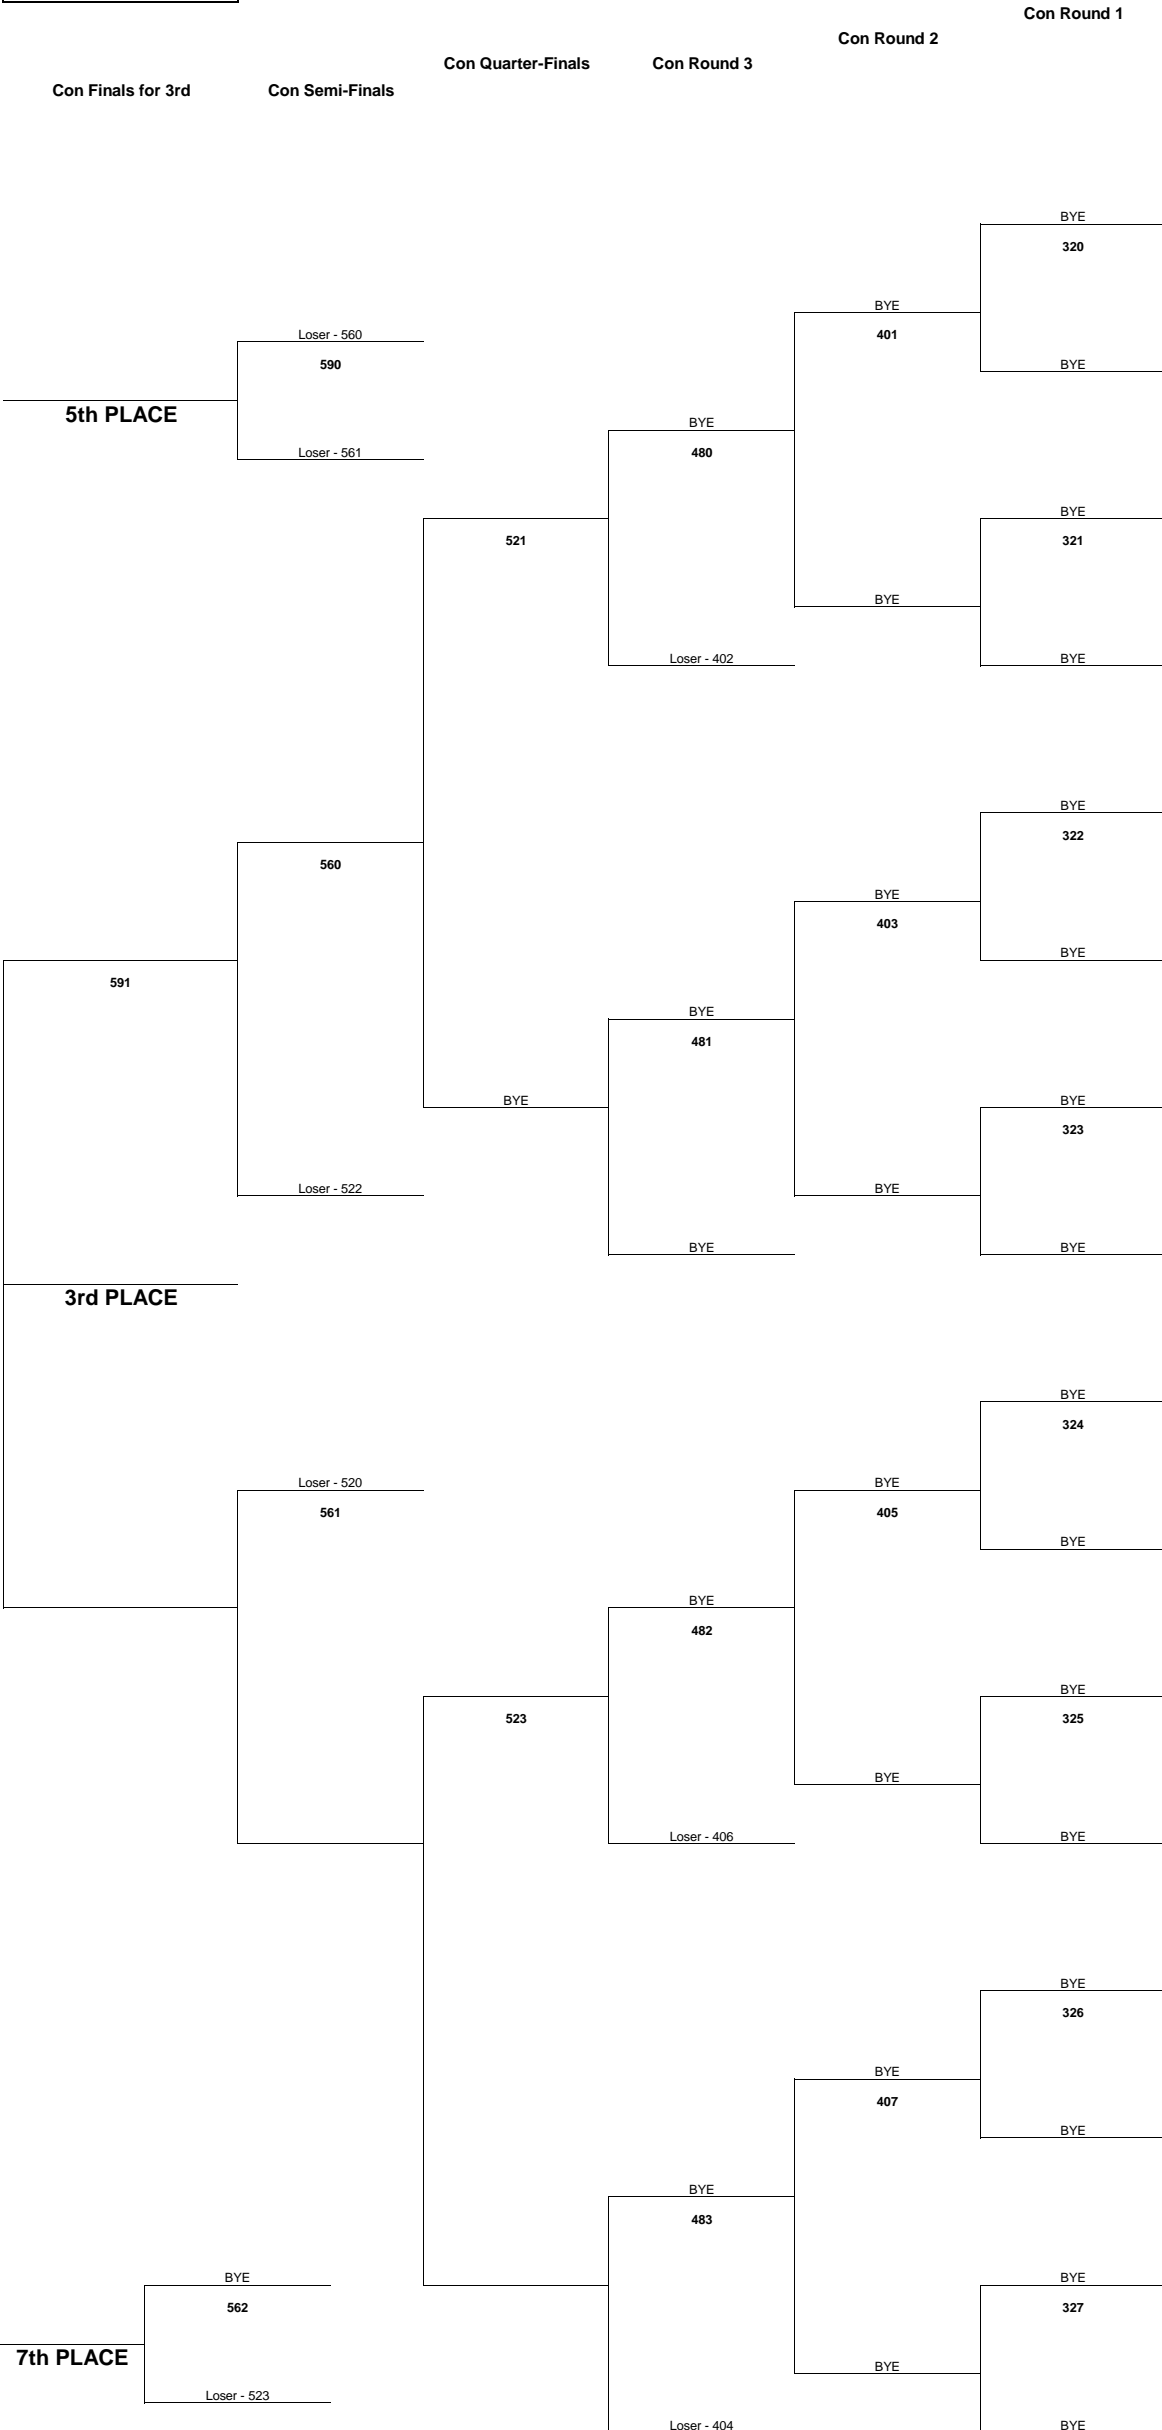 Con Round 1
Con Round 2
Con Quarter-Finals Con Round 3
Con Finals for 3rd Con Semi-Finals
BYE
320
BYE
Loser - 560 401
590 BYE
5th PLACE
BYE
Loser - 561 480
BYE
521 321
BYE
Loser - 402 BYE
BYE
322
560
BYE
403
BYE
591
BYE
481
BYE BYE
323
Loser - 522 BYE
BYE BYE
3rd PLACE
BYE
324
Loser - 520 BYE
561 405
BYE
BYE
482
BYE
523 325
BYE
Loser - 406 BYE
BYE
326
BYE
407
BYE
BYE
483
BYE BYE
562 327
7th PLACE
BYE
Loser - 523
Loser - 404 BYE